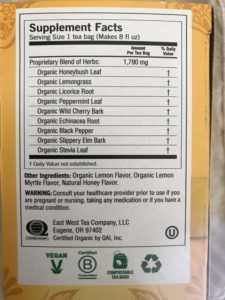 Supplement Facts
Serving Size 1 tea bag (Makes 8 fl oz)
Amount Per Tea Bag % Daily Value
Proprietary Blend of Herbs: 1,790 mg
Organic Honeybush Leaf †
Organic Lemongrass †
Organic Licorice Root †
Organic Peppermint Leaf †
Organic Wild Cherry Bark †
Organic Echinacea Root †
Organic Black Pepper †
Organic Slippery Elm Bark †
Organic Stevia Leaf †
† Daily Value not established.
Other Ingredients: Organic Lemon Flavor, Organic Lemon
Myrtle Flavor, Natural Honey Flavor.
WARNING: Consult your healthcare provider prior to use if you
are pregnant or nursing, taking any medication or if you have a
medical condition.
East West Tea Company, LLC
Eugene, OR 97402
Certified Organic by QAI, Inc.
U
VEGAN
Certified
B
Corporation
COMPOSTABLE
TEA BAGS